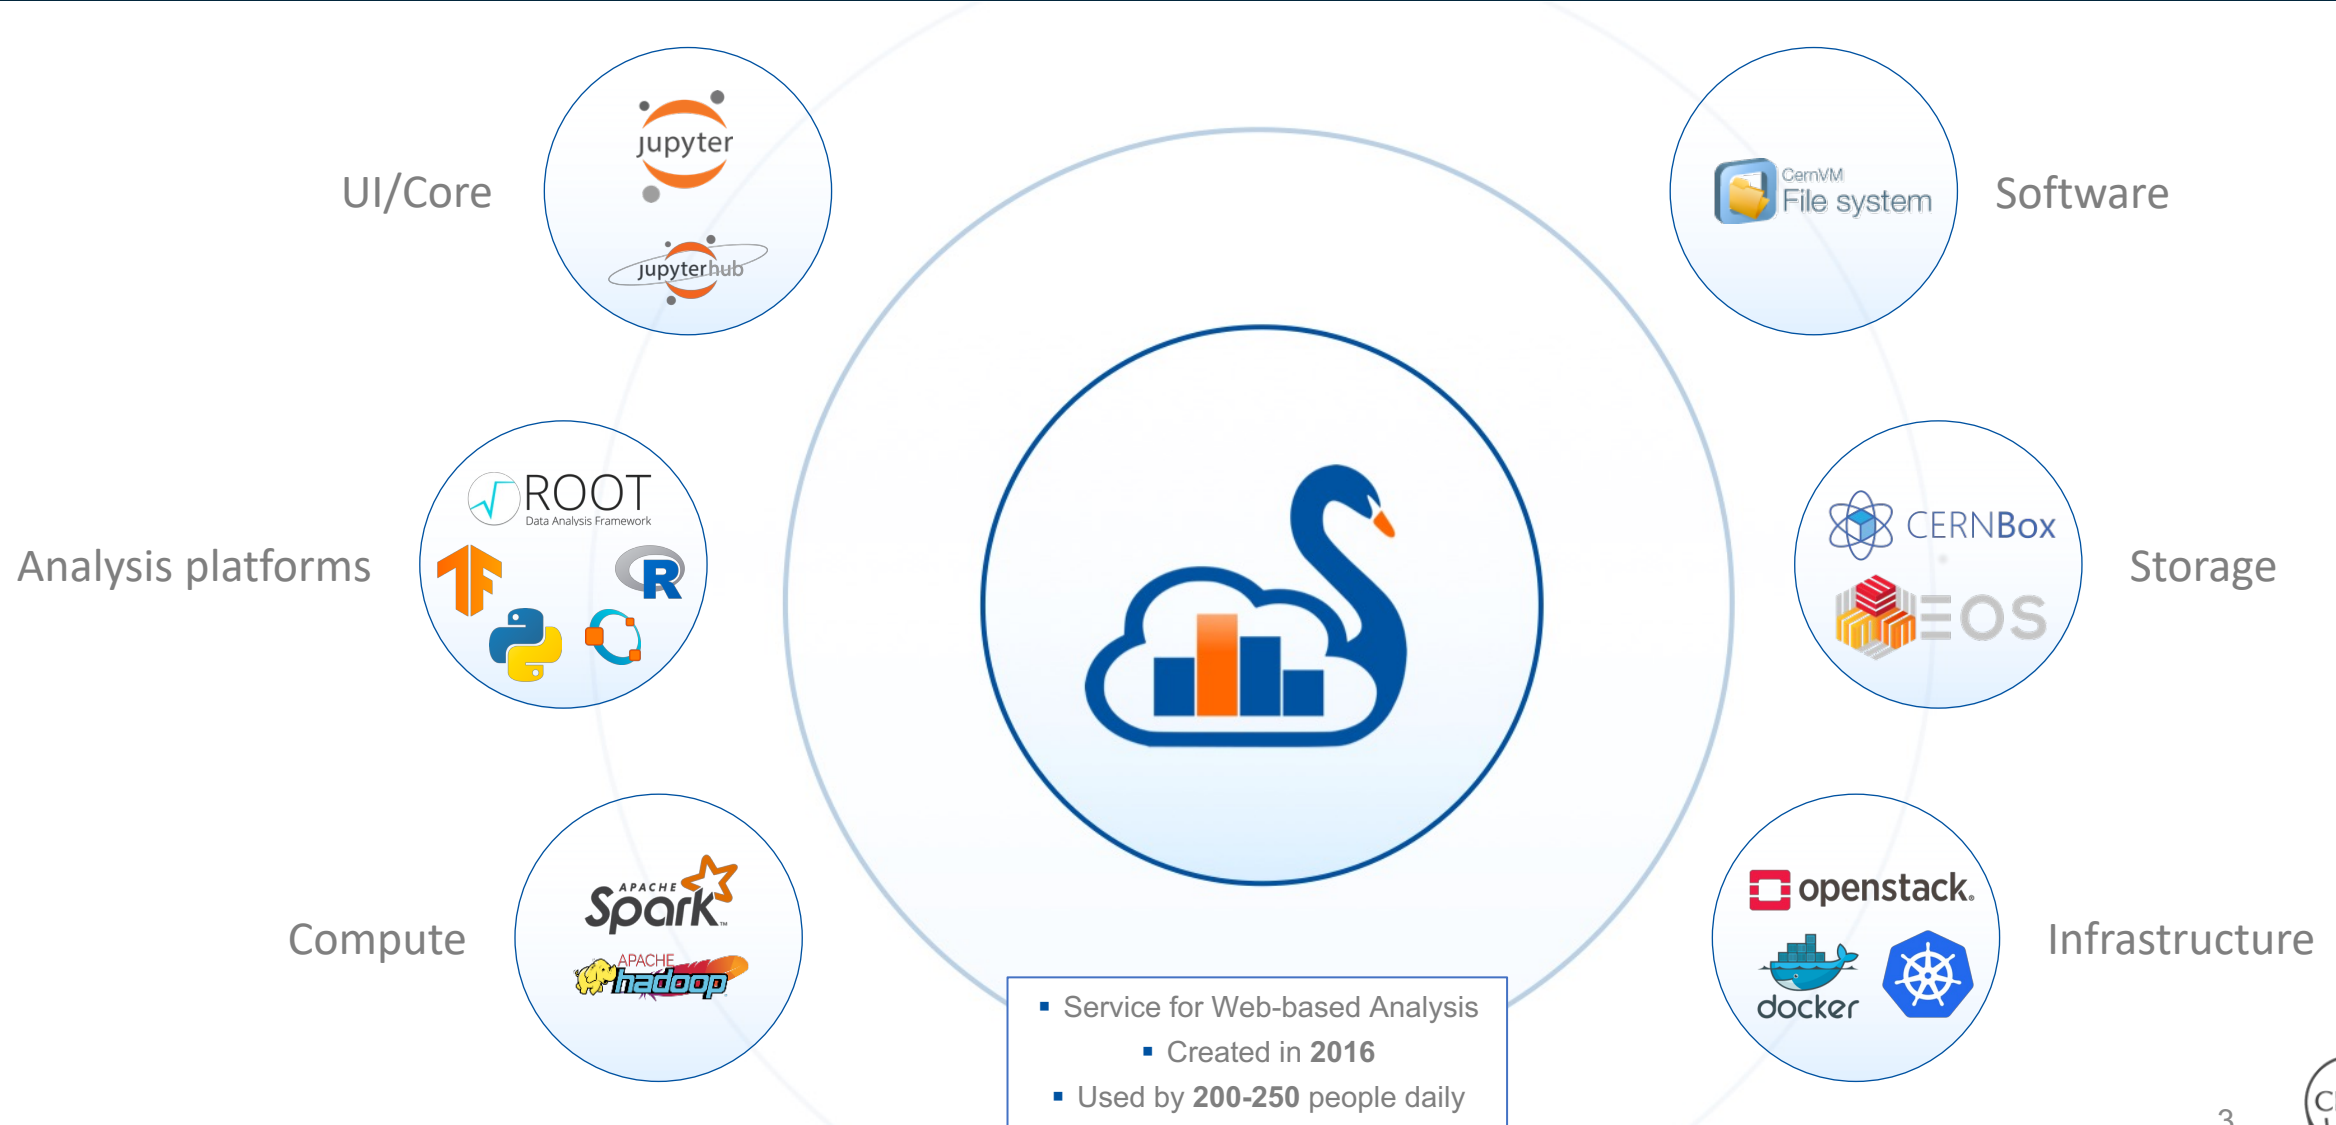 UI/Core
jupyter
jupyterhub
CernVM
File system
Software
Analysis platforms
ROOT
Data Analysis Framework
R
CERNBox
EOS
Storage
Compute
APACHE
Spark™
APACHE
hadoop
openstack.
docker
Infrastructure
▪ Service for Web-based Analysis
▪ Created in 2016
▪ Used by 200-250 people daily
3